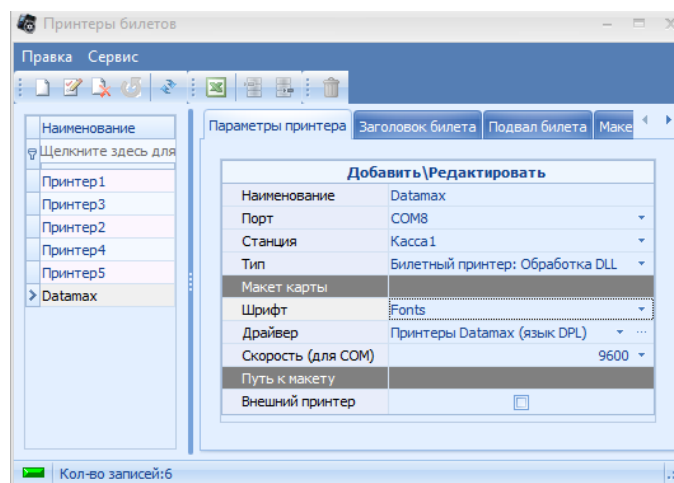 Принтеры билетов
Правка Сервис
Наименование
Щелкните здесь для
Принтер1
Принтер3
Принтер2
Принтер4
Принтер5
Datamax
Параметры принтера Заголовок билета Подвал билета Маке
Добавить\Редактировать
Наименование Datamax
Порт COM8
Станция Касса1
Тип Билетный принтер: Обработка DLL
Макет карты
Шрифт Fonts
Драйвер Принтеры Datamax (язык DPL) ...
Скорость (для COM) 9600
Путь к макету
Внешний принтер
Кол-во записей:6